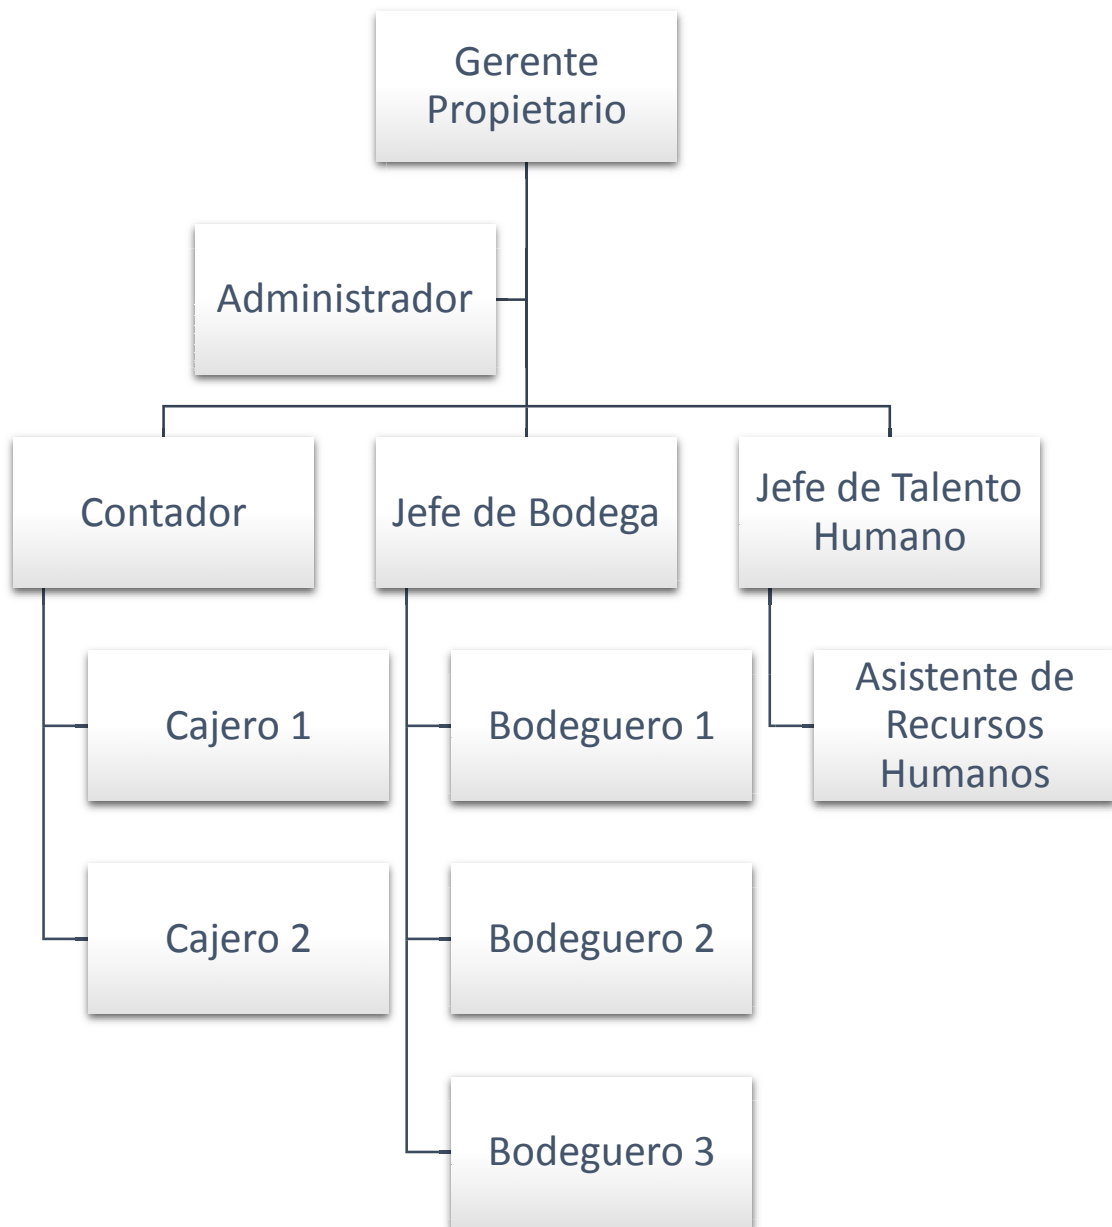 Gerente
Propietario
Administrador
Contador
Jefe de Bodega
Jefe de Talento
Humano
Cajero 1
Bodeguero 1
Asistente de
Recursos
Humanos
Cajero 2
Bodeguero 2
Bodeguero 3